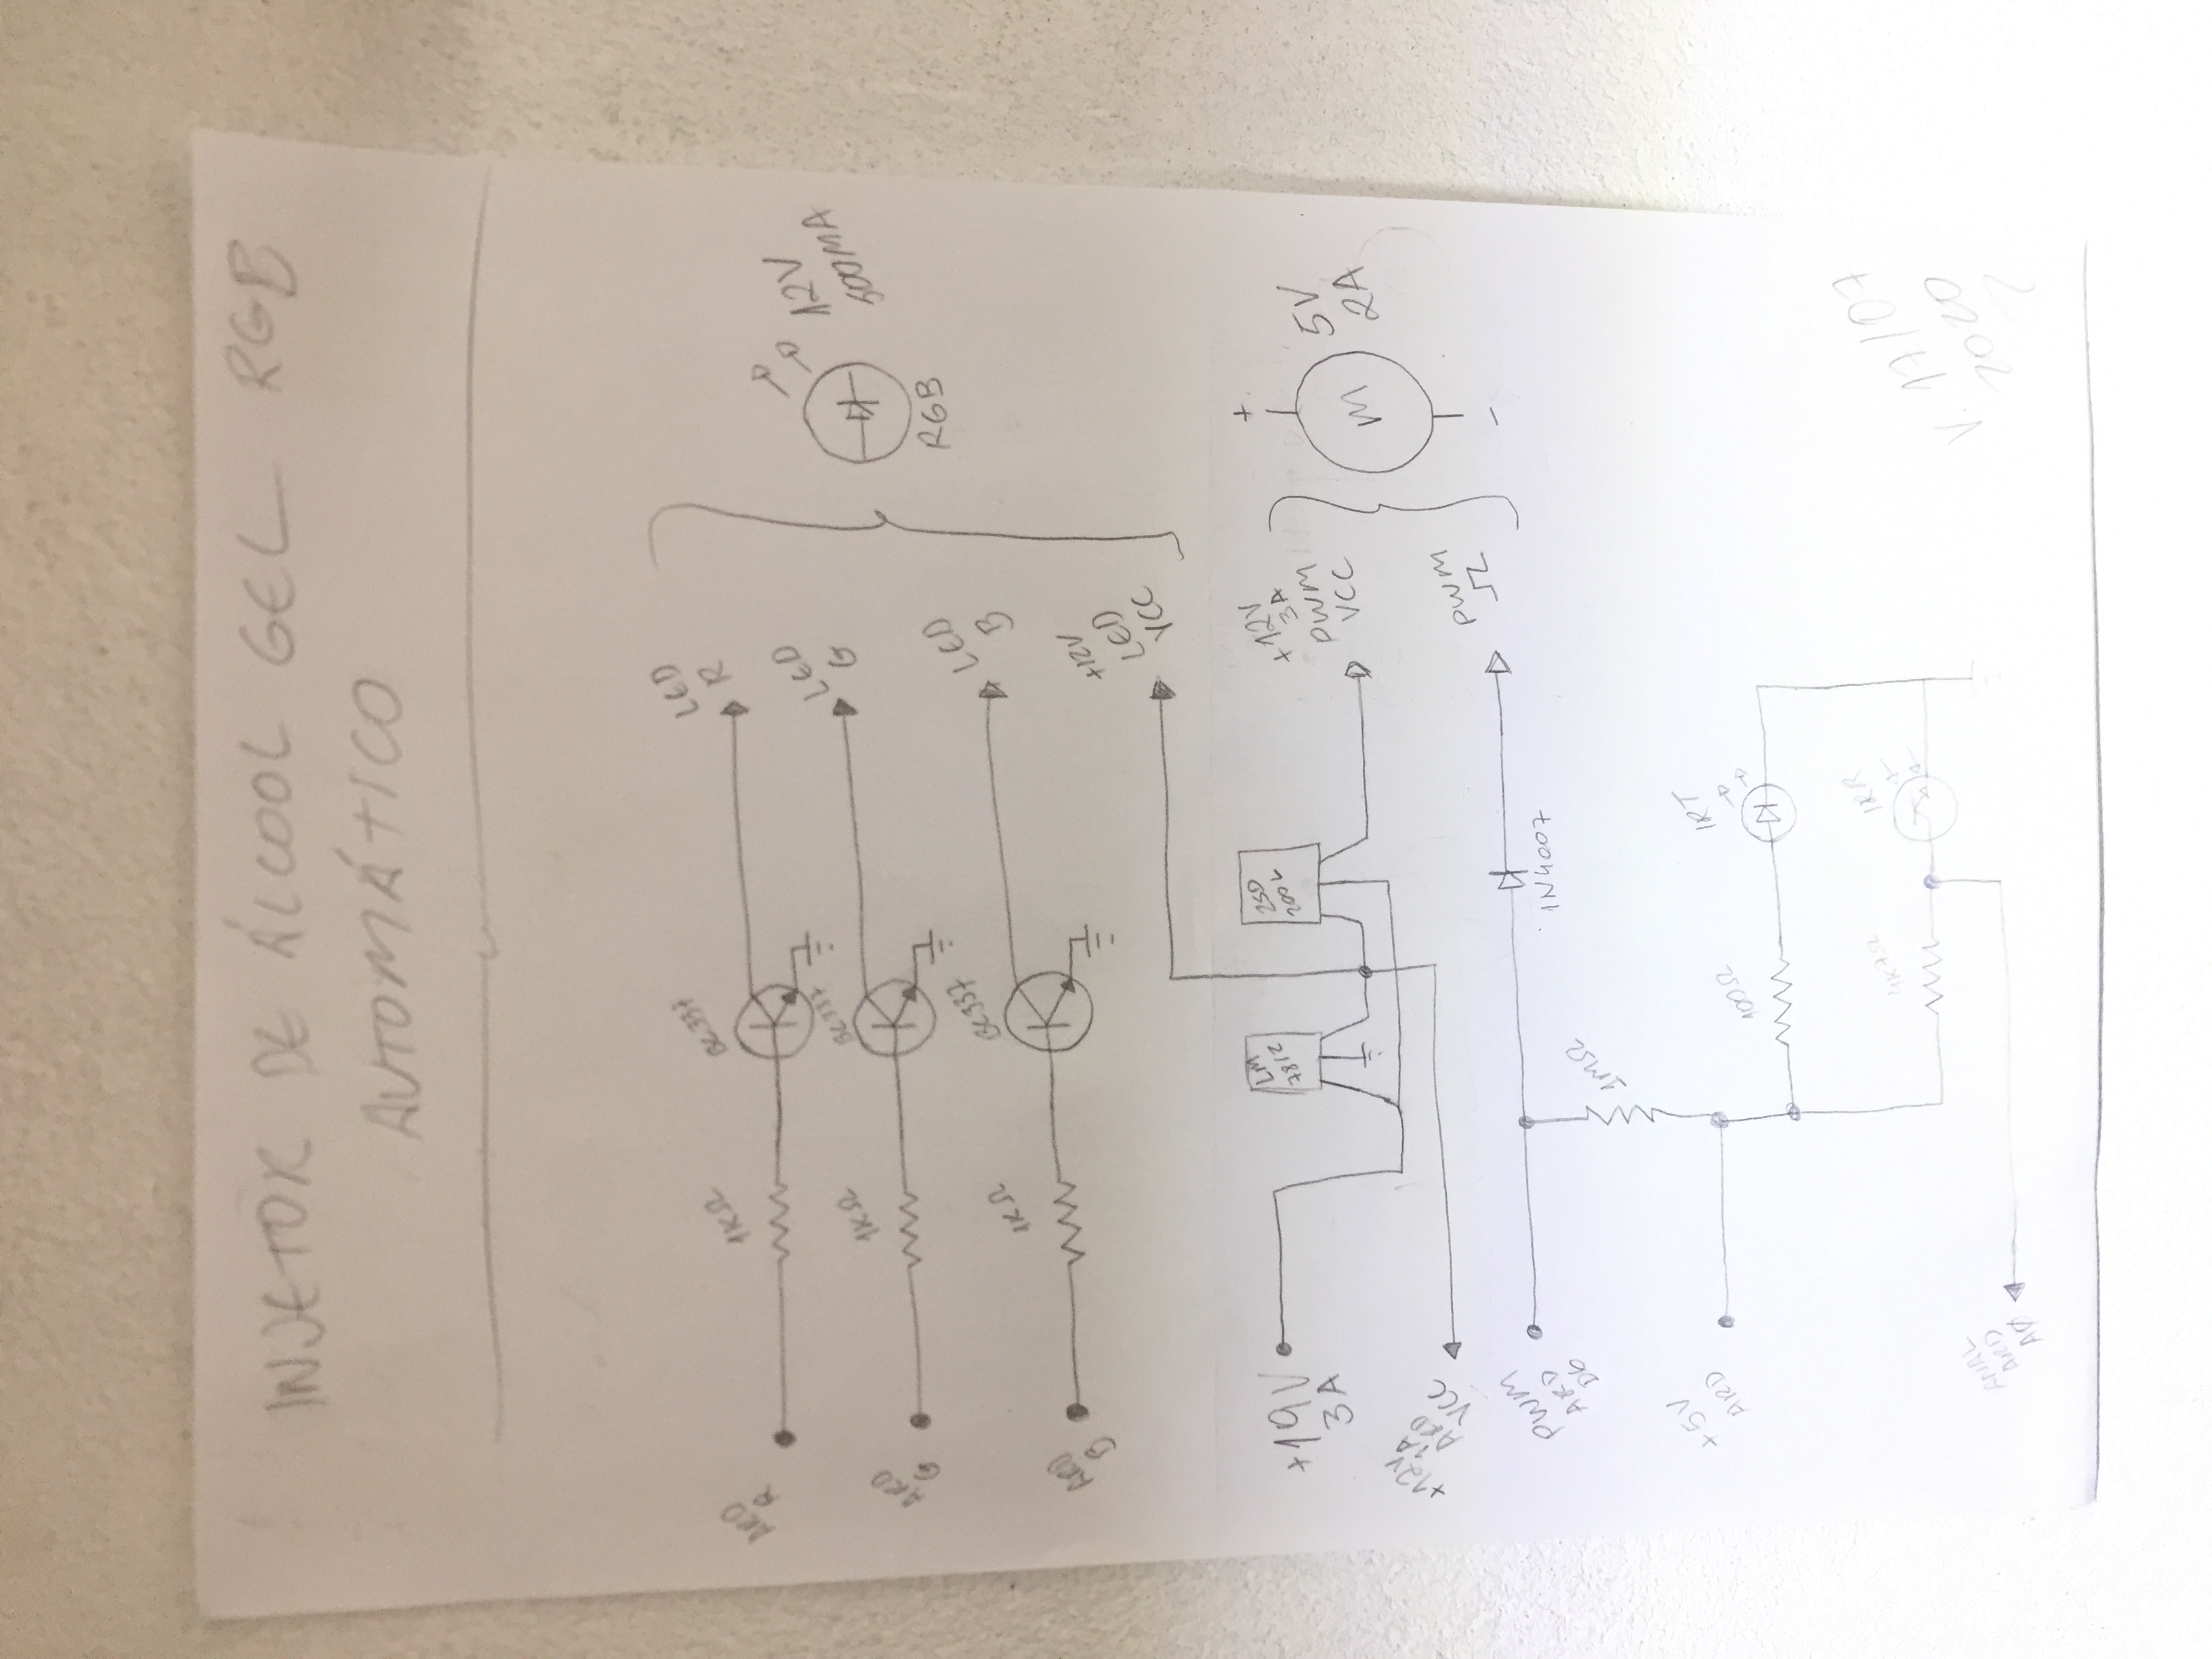 INJETOR DE ÁLCOOL GEL RGB
AUTOMÁTICO
ARD
R
1KΩ
BC337
LED
R
ARD
G
1KΩ
BC337
LED
G
ARD
B
1KΩ
BC337
LED
B
+12V
LED
VCC
RGB
12V
500MA
+19V
3A
LM
7812
2SD
200L
+12V
3A
PWM
VCC
+
M
-
5V
2A
+12V
1A
ARD
VCC
PWM
ARD
D6
1N4007
PWM
1MΩ
+5V
ARD
100Ω
IRT
4K7Ω
IRR
ANAL
ARD
AØ
V. 17/07
2020